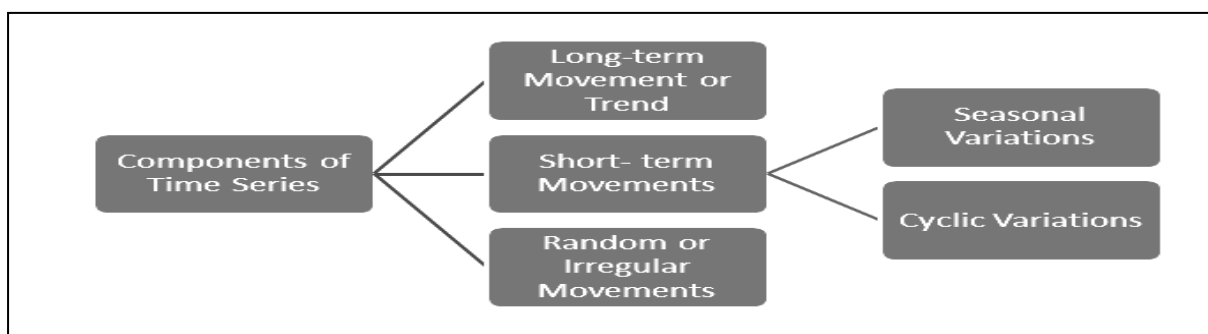 Components of
Time Series
Long-term
Movement or
Trend
Short- term
Movements
Random or
Irregular
Movements
Seasonal
Variations
Cyclic Variations